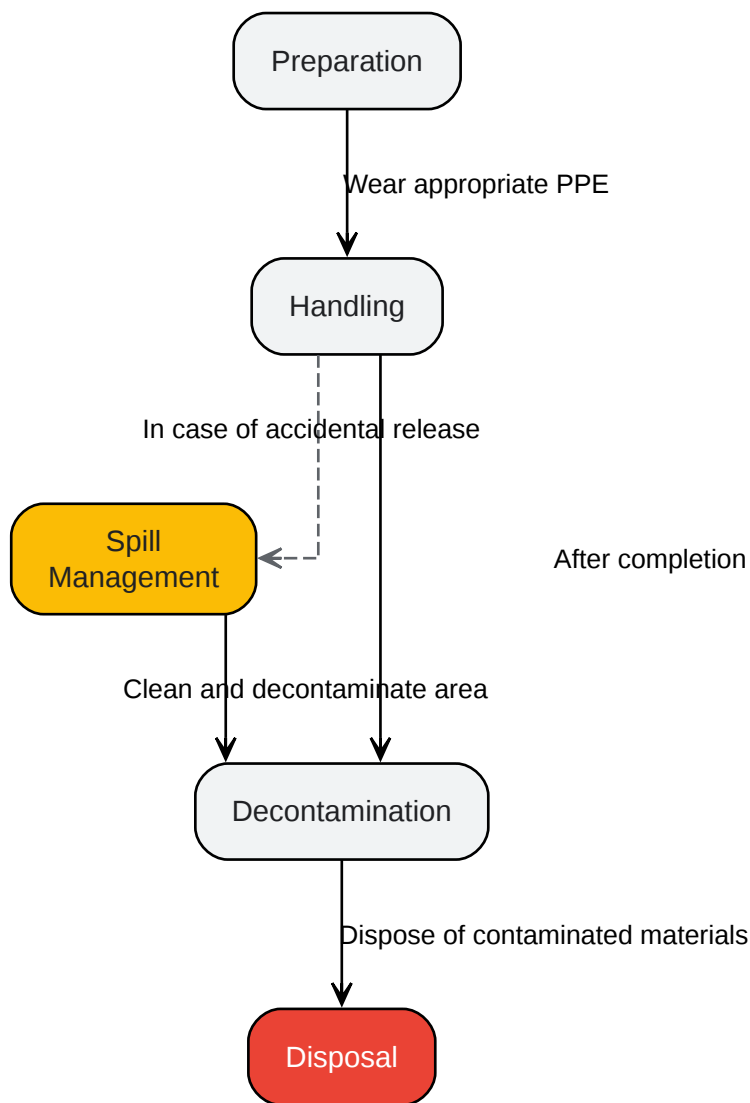 Preparation
Wear appropriate PPE
Handling
In case of accidental release
Spill
Management
After completion
Clean and decontaminate area
Decontamination
Dispose of contaminated materials
Disposal